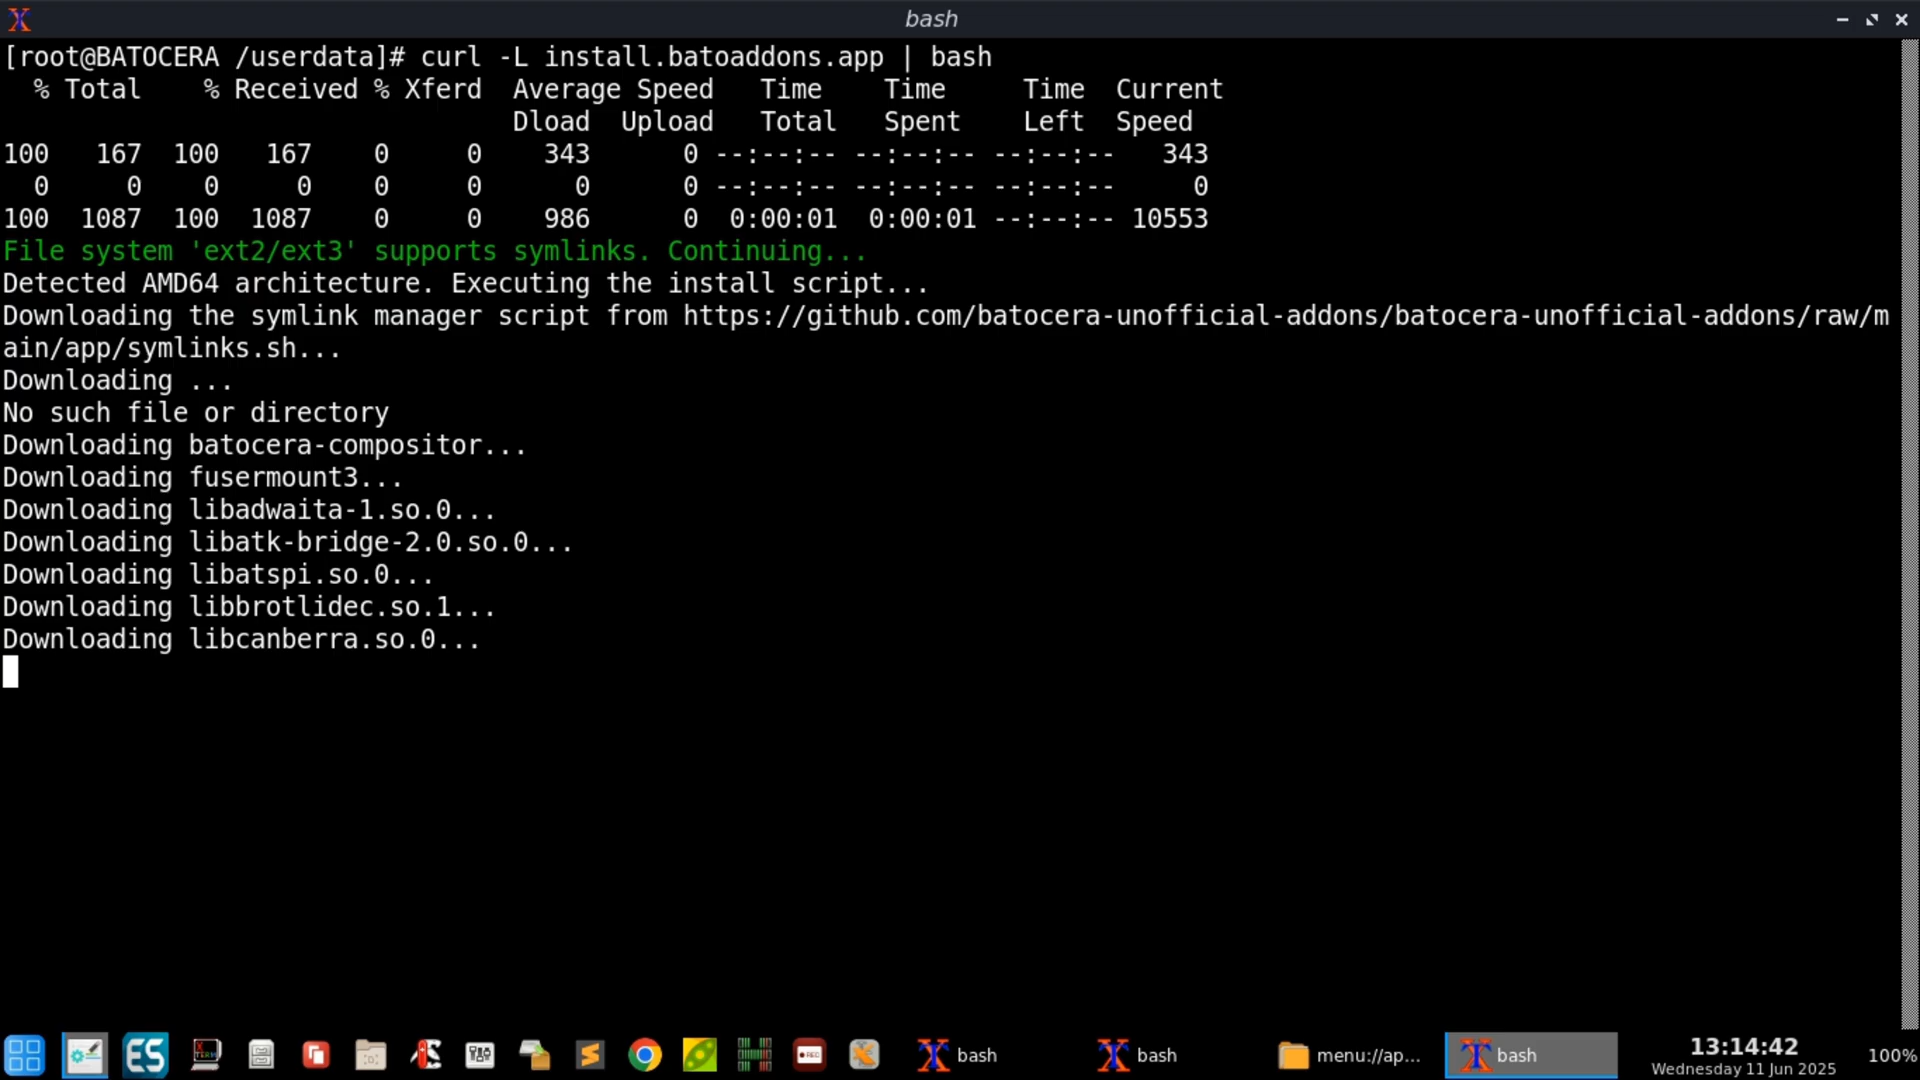 bash
[root@BATOCERA /userdata]# curl -L install.batoaddons.app | bash
% Total % Received % Xferd Average Speed Time Time Time Current
Dload Upload Total Spent Left Speed
100 167 100 167 0 0 343 0 --:--:-- --:--:-- --:--:-- 343
0 0 0 0 0 0 0 0 --:--:-- --:--:-- --:--:-- 0
100 1087 100 1087 0 0 986 0 0:00:01 0:00:01 --:--:-- 10553
File system 'ext2/ext3' supports symlinks. Continuing...
Detected AMD64 architecture. Executing the install script...
Downloading the symlink manager script from https://github.com/batocera-unofficial-addons/batocera-unofficial-addons/raw/m
ain/app/symlinks.sh...
Downloading ...
No such file or directory
Downloading batocera-compositor...
Downloading fusermount3...
Downloading libadwaita-1.so.0...
Downloading libatk-bridge-2.0.so.0...
Downloading libatspi.so.0...
Downloading libbrotlidec.so.1...
Downloading libcanberra.so.0...
ES
bash
bash
menu://ap...
bash
13:14:42
Wednesday 11 Jun 2025
100%